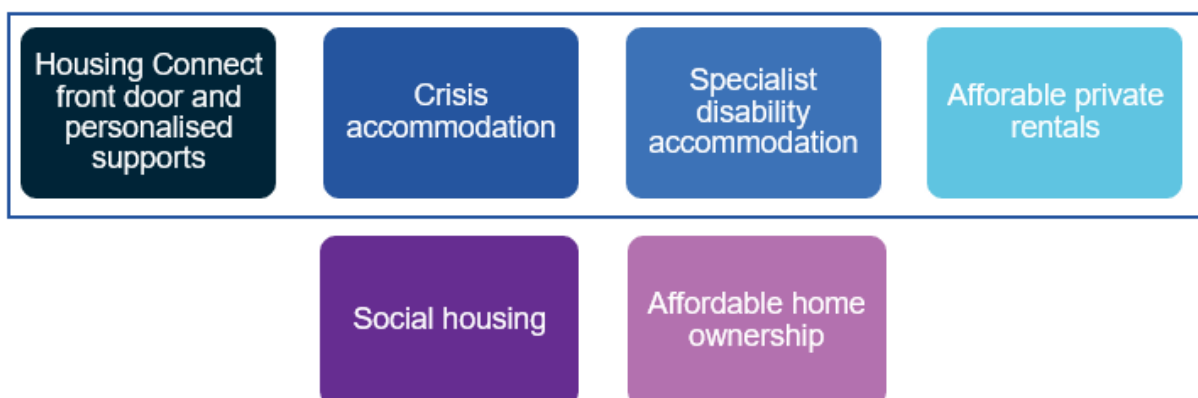 Housing Connect
front door and
personalised
supports
Crisis
accommodation
Specialist
disability
accommodation
Afforable private
rentals
Social housing
Affordable home
ownership